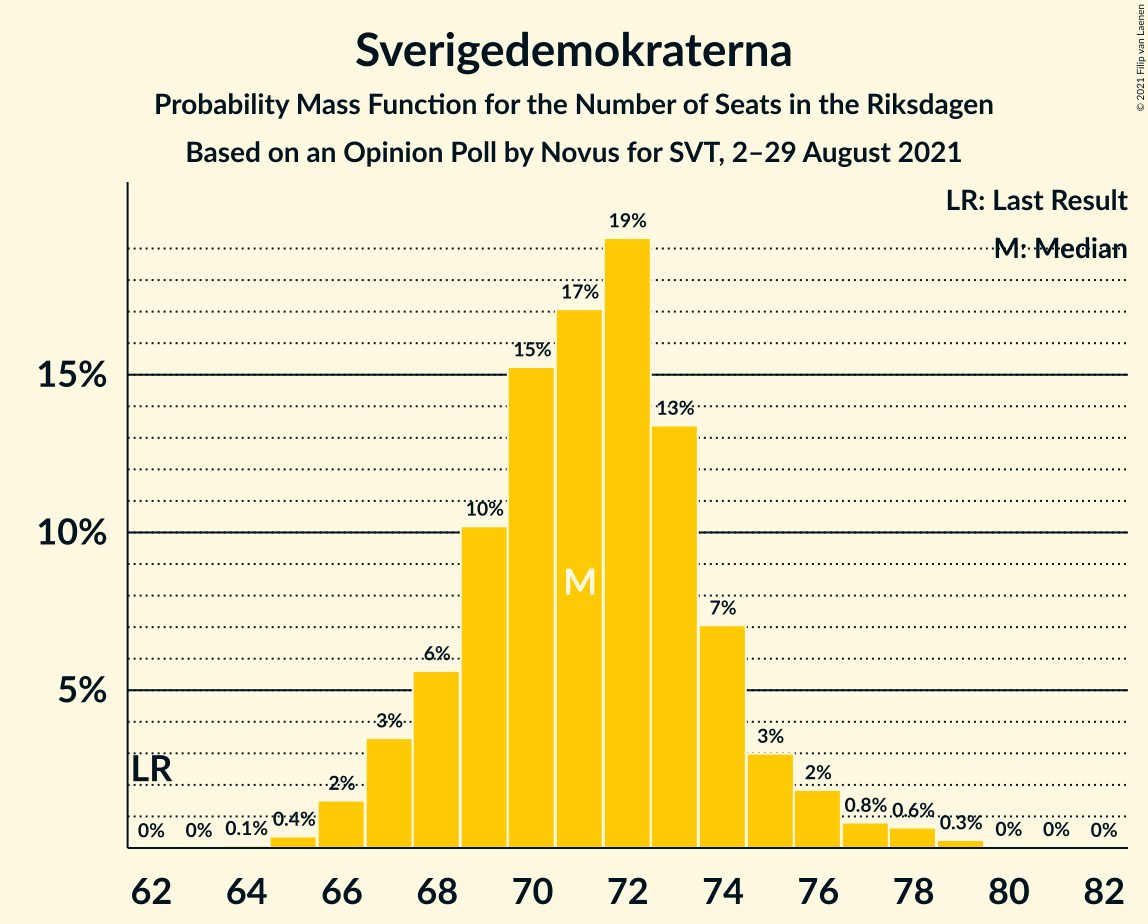 Sverigedemokraterna
Probability Mass Function for the Number of Seats in the Riksdagen
Based on an Opinion Poll by Novus for SVT, 2–29 August 2021
© 2021 Filip van Laenen
LR: Last Result
M: Median
15%
10%
5%
0%
0%
0.1%
0.4%
2%
3%
6%
10%
15%
17%
19%
13%
7%
3%
2%
0.8%
0.6%
0.3%
0%
0%
0%
LR
M
62 64 66 68 70 72 74 76 78 80 82